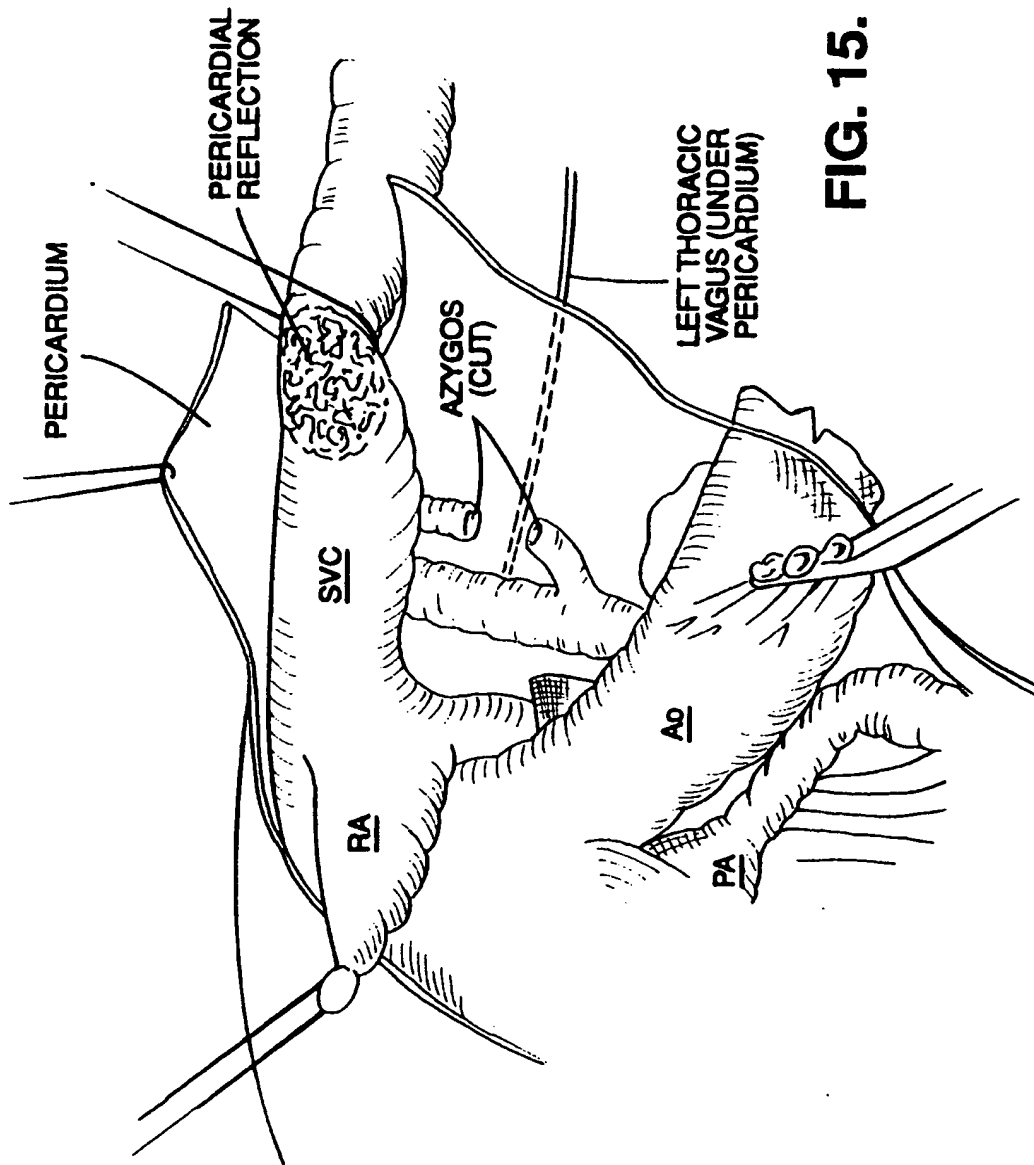 PERICARDIUM
PERICARDIAL
REFLECTION
SVC
AZYGOS
(CUT)
RA
LEFT THORACIC
VAGUS (UNDER
PERICARDIUM)
Ao
PA
FIG. 15.